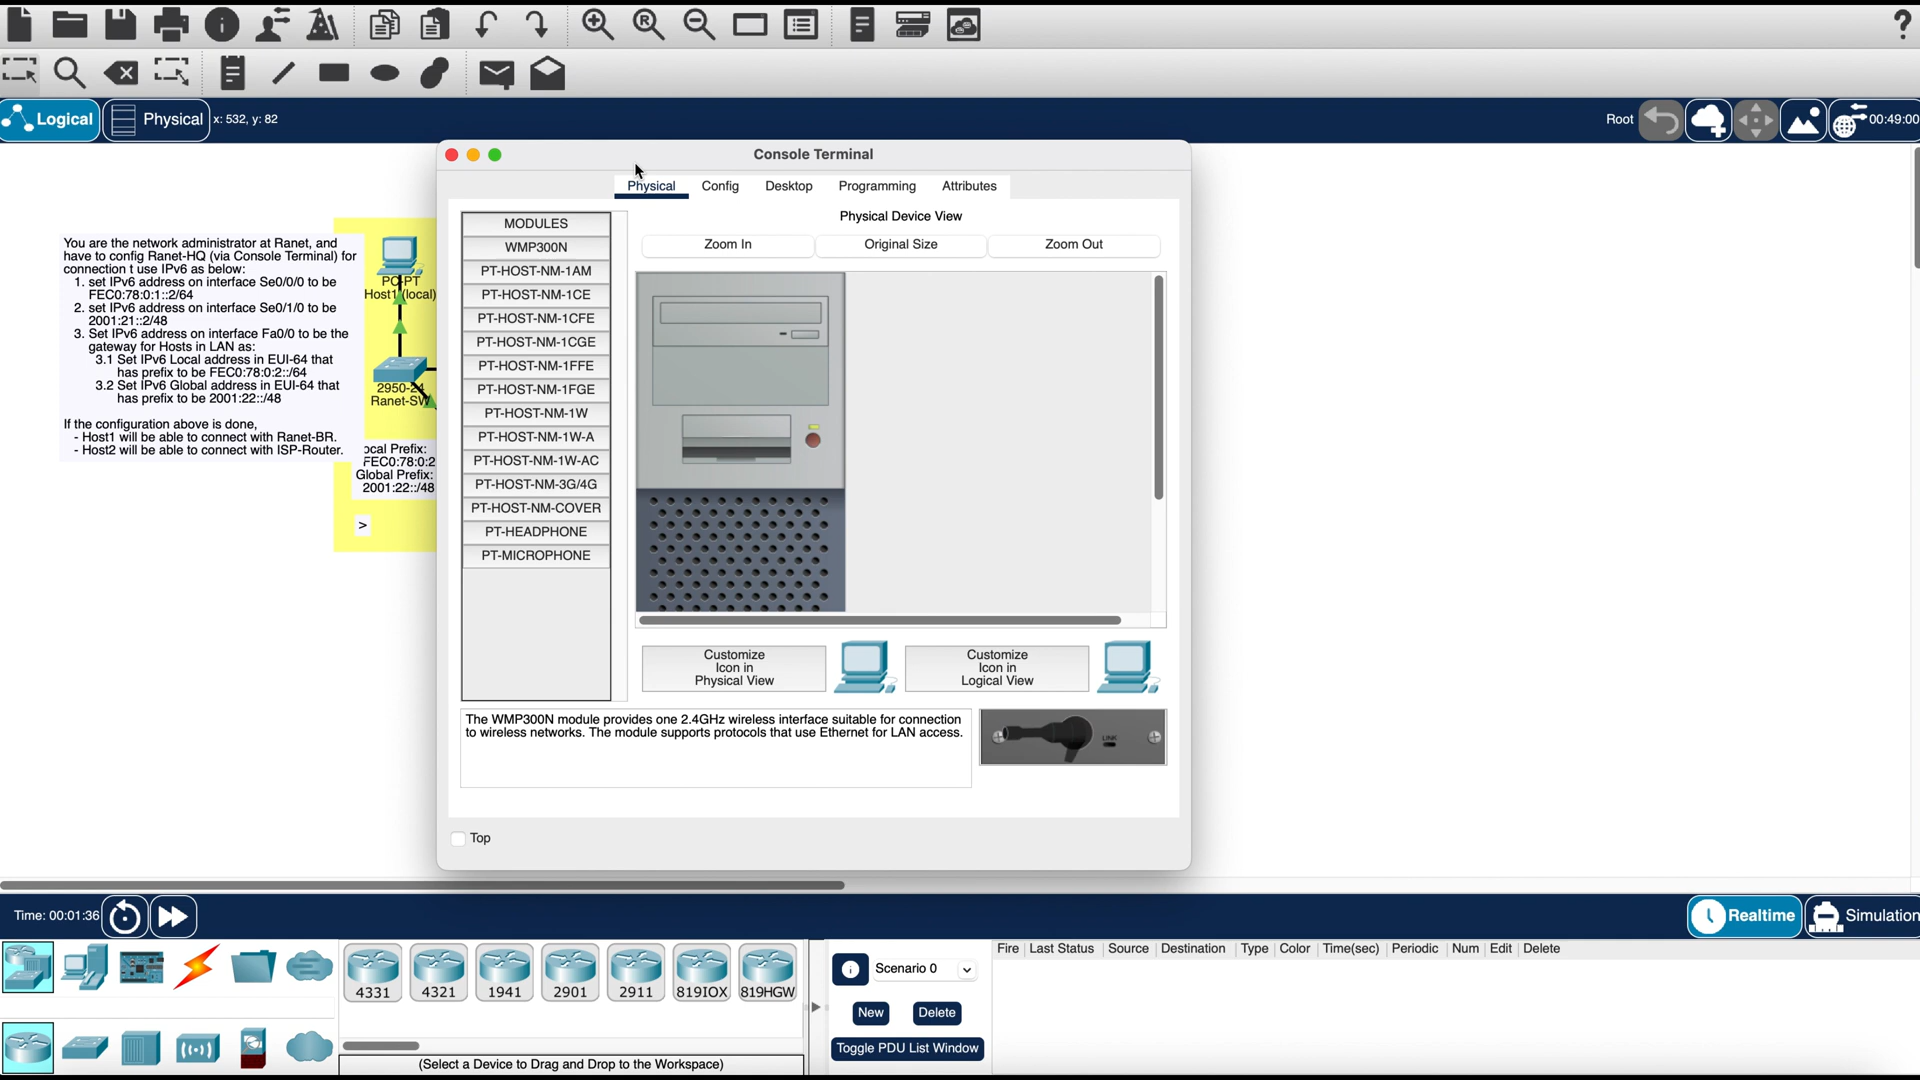 Logical
Physical
x: 532, y: 82
Root
00:49:00
Console Terminal
Physical
Config
Desktop
Programming
Attributes
MODULES
WMP300N
PT-HOST-NM-1AM
PT-HOST-NM-1CE
PT-HOST-NM-1CFE
PT-HOST-NM-1CGE
PT-HOST-NM-1FFE
PT-HOST-NM-1FGE
PT-HOST-NM-1W
PT-HOST-NM-1W-A
PT-HOST-NM-1W-AC
PT-HOST-NM-3G/4G
PT-HOST-NM-COVER
PT-HEADPHONE
PT-MICROPHONE
Physical Device View
Zoom In
Original Size
Zoom Out
Customize
Icon in
Physical View
Customize
Icon in
Logical View
The WMP300N module provides one 2.4GHz wireless interface suitable for connection
to wireless networks. The module supports protocols that use Ethernet for LAN access.
LINK
Top
You are the network administrator at Ranet, and
have to config Ranet-HQ (via Console Terminal) for
connection t use IPv6 as below:
1. set IPv6 address on interface Se0/0/0 to be
FEC0:78:0:1::2/64
2. set IPv6 address on interface Se0/1/0 to be
2001:21::2/48
3. Set IPv6 address on interface Fa0/0 to be the
gateway for Hosts in LAN as:
3.1 Set IPv6 Local address in EUI-64 that
has prefix to be FEC0:78:0:2::/64
3.2 Set IPv6 Global address in EUI-64 that
has prefix to be 2001:22::/48
If the configuration above is done,
- Host1 will be able to connect with Ranet-BR.
- Host2 will be able to connect with ISP-Router.
PC-PT
Host1 (local)
2950-24
Ranet-SW
ocal Prefix:
FEC0:78:0:2
Global Prefix:
2001:22::/48
>
Time: 00:01:36
Realtime
Simulation
4331
4321
1941
2901
2911
819IOX
819HGW
(Select a Device to Drag and Drop to the Workspace)
Scenario 0
New
Delete
Toggle PDU List Window
Fire
Last Status
Source
Destination
Type
Color
Time(sec)
Periodic
Num
Edit
Delete